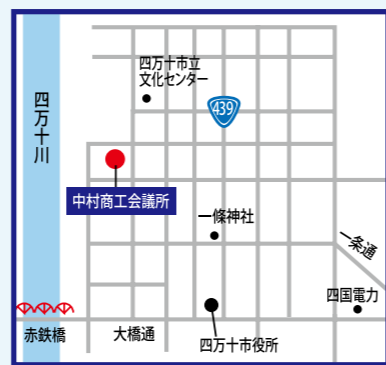 四万十市立
文化センター
439
四万十川
中村商工会議所
一條神社
一条通
四国電力
赤鉄橋
大橋通
四万十市役所